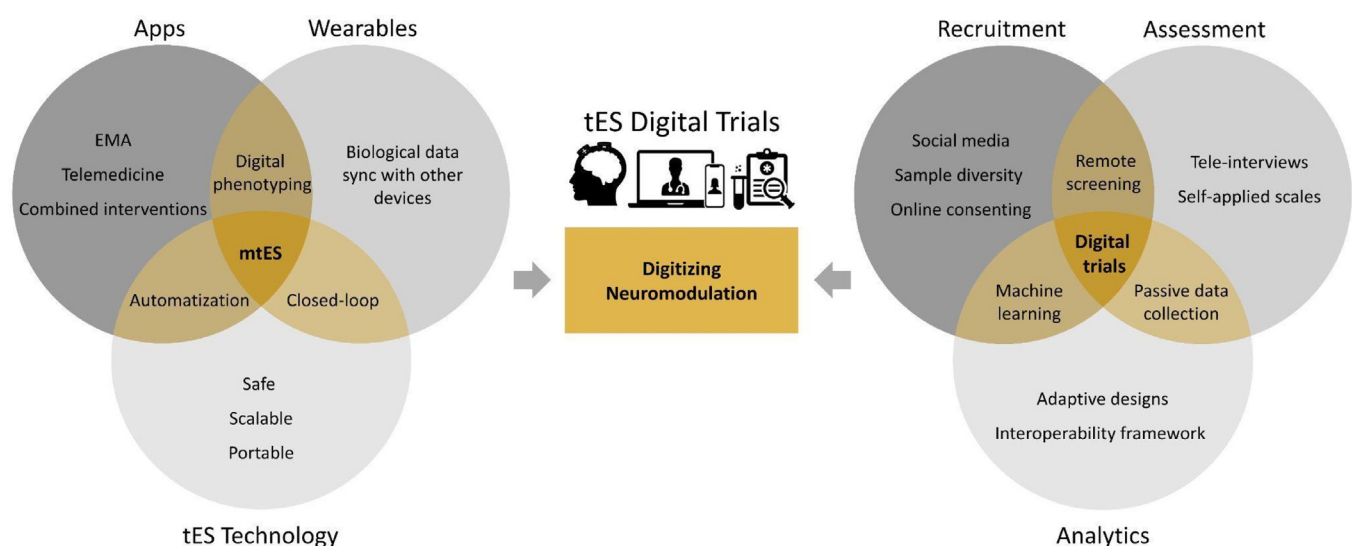 Apps
Wearables
EMA
Telemedicine
Combined interventions
Digital
phenotyping
Biological data
sync with other
devices
mtES
Automatization
Closed-loop
Safe
Scalable
Portable
tES Technology
tES Digital Trials
Digitizing
Neuromodulation
Recruitment
Assessment
Social media
Sample diversity
Online consenting
Remote
screening
Tele-interviews
Self-applied scales
Digital
trials
Machine
learning
Passive data
collection
Adaptive designs
Interoperability framework
Analytics